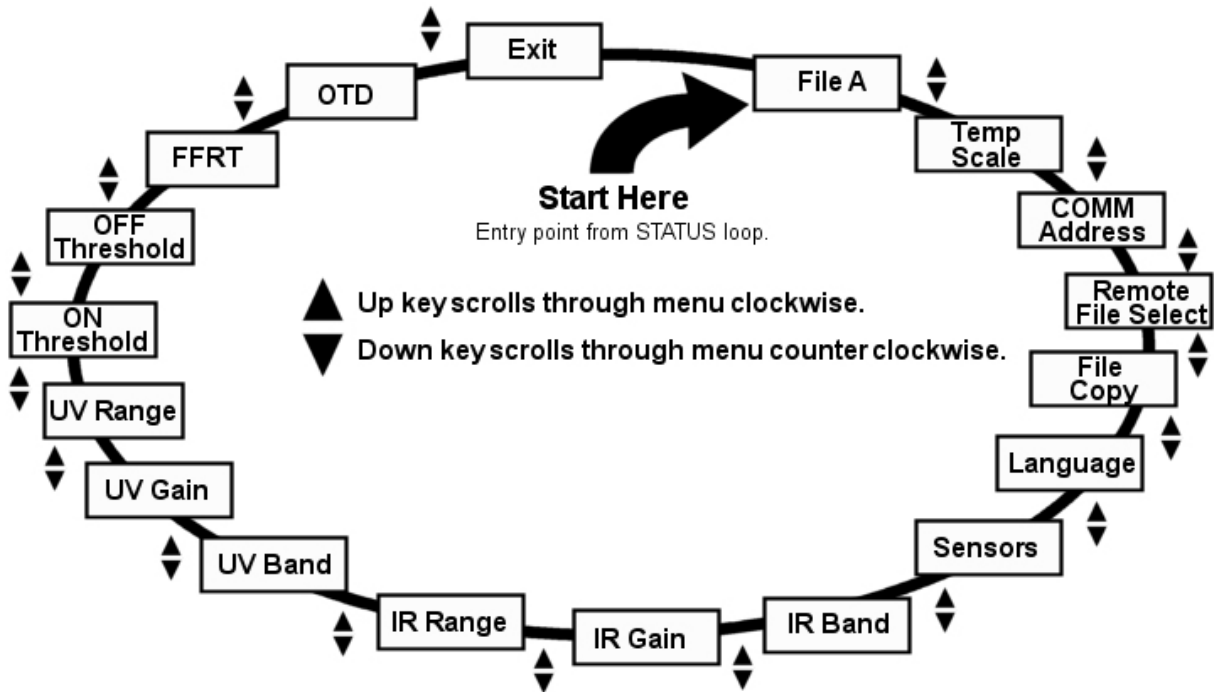 Exit
File A
OTD
Temp
Scale
FFRT
COMM
Address
Start Here
Entry point from STATUS loop.
OFF
Threshold
Remote
File Select
Up key scrolls through menu clockwise.
ON
Threshold
Down key scrolls through menu counter clockwise.
File
Copy
UV Range
Language
UV Gain
Sensors
UV Band
IR Range
IR Gain
IR Band